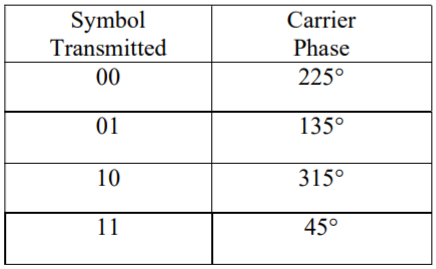 Symbol Carrier
Transmitted Phase
00 225°
01 135°
10 315°
11 45°